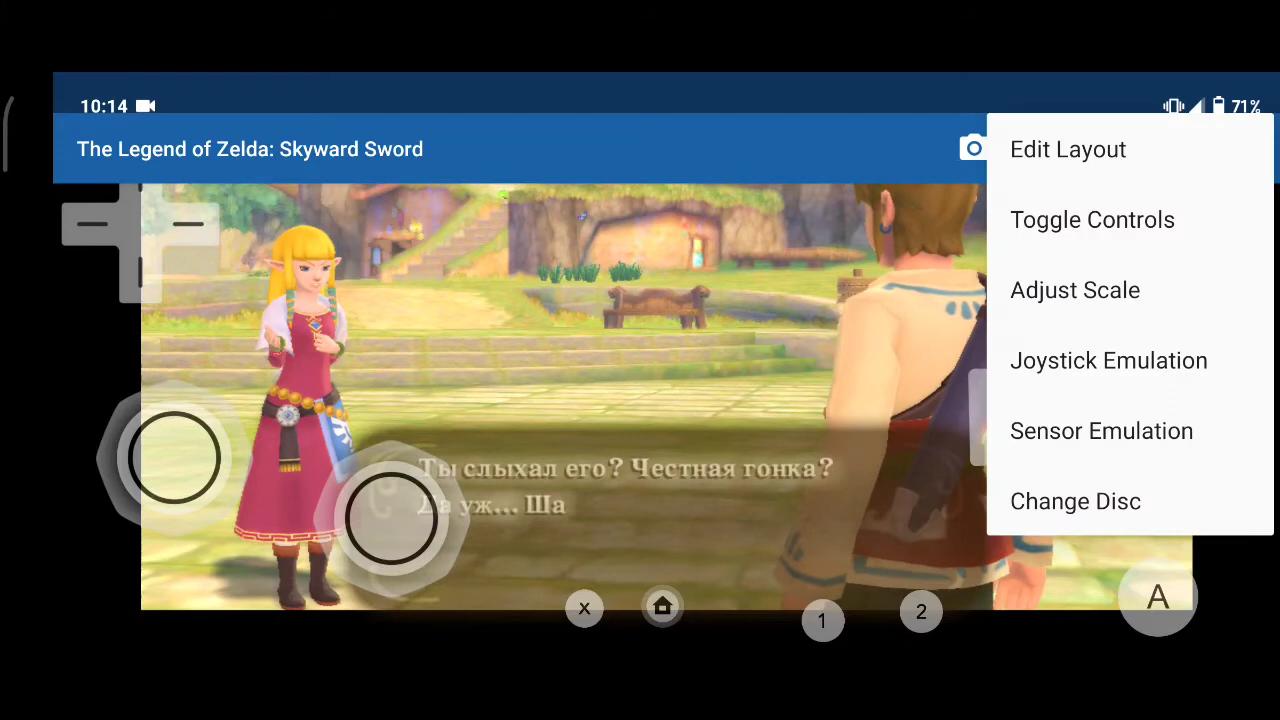 10:14
71%
The Legend of Zelda: Skyward Sword
Edit Layout
Toggle Controls
Adjust Scale
Joystick Emulation
Sensor Emulation
Change Disc
Ты слыхал его? Честная гонка?
Да уж... Ша
x
1
2
A